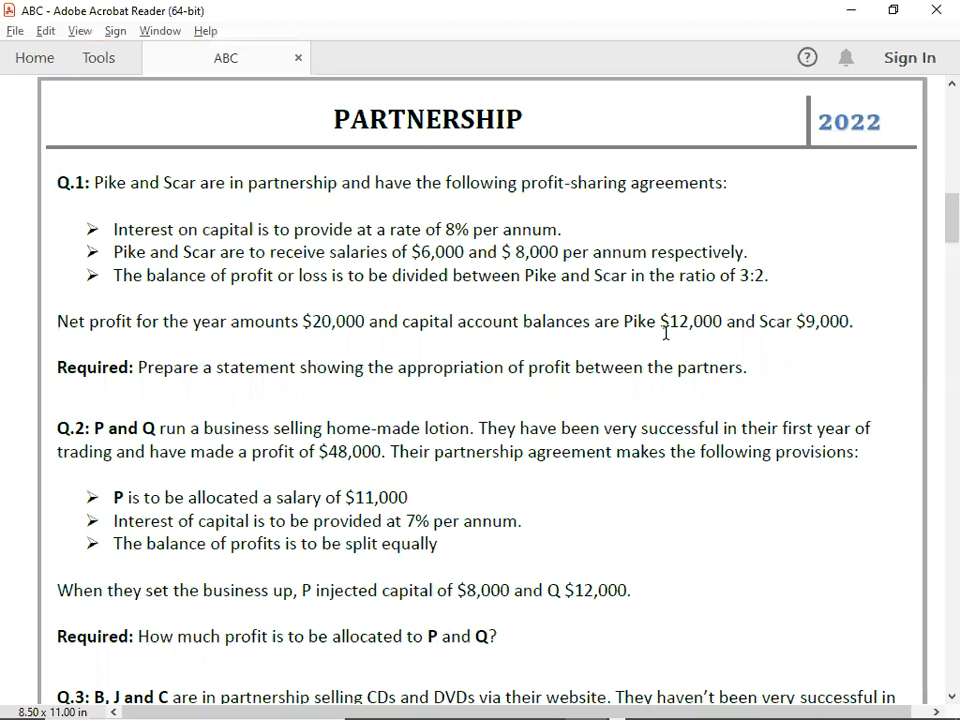 ABC - Adobe Acrobat Reader (64-bit)
File Edit View Sign Window Help
Home Tools ABC × ? Sign In
PARTNERSHIP 2022
Q.1: Pike and Scar are in partnership and have the following profit-sharing agreements:
➢ Interest on capital is to provide at a rate of 8% per annum.
➢ Pike and Scar are to receive salaries of $6,000 and $ 8,000 per annum respectively.
➢ The balance of profit or loss is to be divided between Pike and Scar in the ratio of 3:2.
Net profit for the year amounts $20,000 and capital account balances are Pike $12,000 and Scar $9,000.
Required: Prepare a statement showing the appropriation of profit between the partners.
Q.2: P and Q run a business selling home-made lotion. They have been very successful in their first year of
trading and have made a profit of $48,000. Their partnership agreement makes the following provisions:
➢ P is to be allocated a salary of $11,000
➢ Interest of capital is to be provided at 7% per annum.
➢ The balance of profits is to be split equally
When they set the business up, P injected capital of $8,000 and Q $12,000.
Required: How much profit is to be allocated to P and Q?
Q.3: B, J and C are in partnership selling CDs and DVDs via their website. They haven't been very successful in
8.50 x 11.00 in